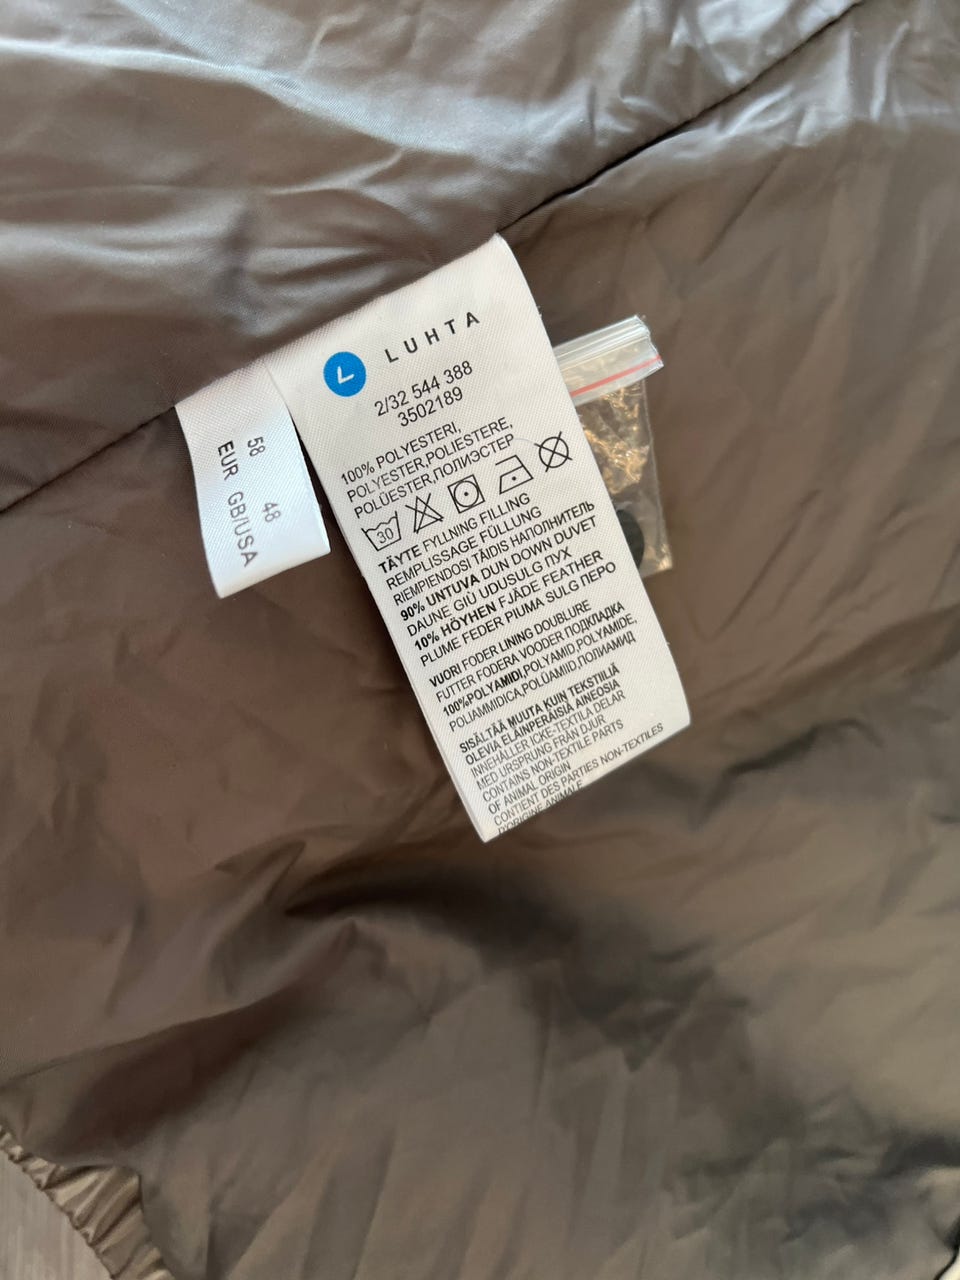 LUHTA
2/32 544 388
3502189
100% POLYESTERI,
POLYESTER,POLIESTERE,
POLÜESTER,ПОЛИЭСТЕР
30
TÄYTE FYLLNING FILLING
REMPLISSAGE FÜLLUNG
RIEMPIENDOSI TÄIDIS НАПОЛНИТЕЛЬ
90% UNTUVA DUN DOWN DUVET
DAUNE GIÙ UDUSULG ПУХ
10% HÖYHEN FJÄDE FEATHER
PLUME FEDER PIUMA SULG ПЕРО
VUORI FODER LINING DOUBLURE
FUTTER FODERA VOODER ПОДКЛАДКА
100%POLYAMIDI,POLYAMID,POLYAMIDE,
POLIAMMIDICA,POLÜAMIID,ПОЛИАМИД
SISÄLTÄÄ MUUTA KUIN TEKSTIILIÄ
OLEVIA ELÄINPERÄISIÄ AINEOSIA
INNEHÅLLER ICKE-TEXTILA DELAR
MED URSPRUNG FRÅN DJUR
CONTAINS NON-TEXTILE PARTS
OF ANIMAL ORIGIN
CONTIENT DES PARTIES NON-TEXTILES
D'ORIGINE ANIMALE
58 48
EUR GB/USA